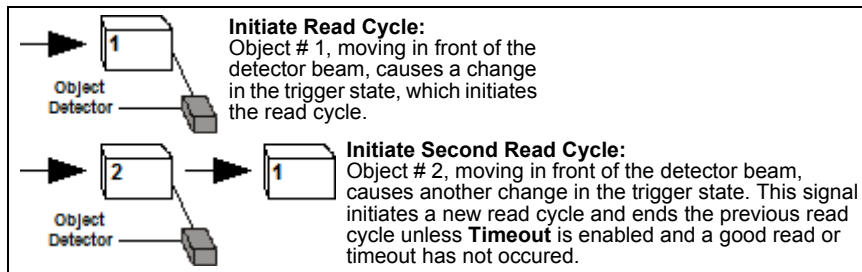 Initiate Read Cycle:
Object # 1, moving in front of the
detector beam, causes a change
in the trigger state, which initiates
the read cycle.
1
Object
Detector
Initiate Second Read Cycle:
Object # 2, moving in front of the detector beam,
causes another change in the trigger state. This signal
initiates a new read cycle and ends the previous read
cycle unless Timeout is enabled and a good read or
timeout has not occured.
2
1
Object
Detector